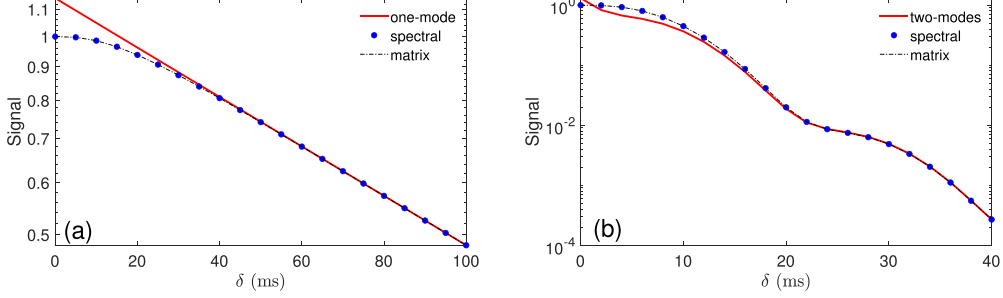 1.1
1
0.9
0.8
0.7
0.6
0.5
0
20
40
60
80
100
Signal
δ (ms)
one-mode
spectral
matrix
(a)
10^0
10^-2
10^-4
0
10
20
30
40
Signal
δ (ms)
two-modes
spectral
matrix
(b)